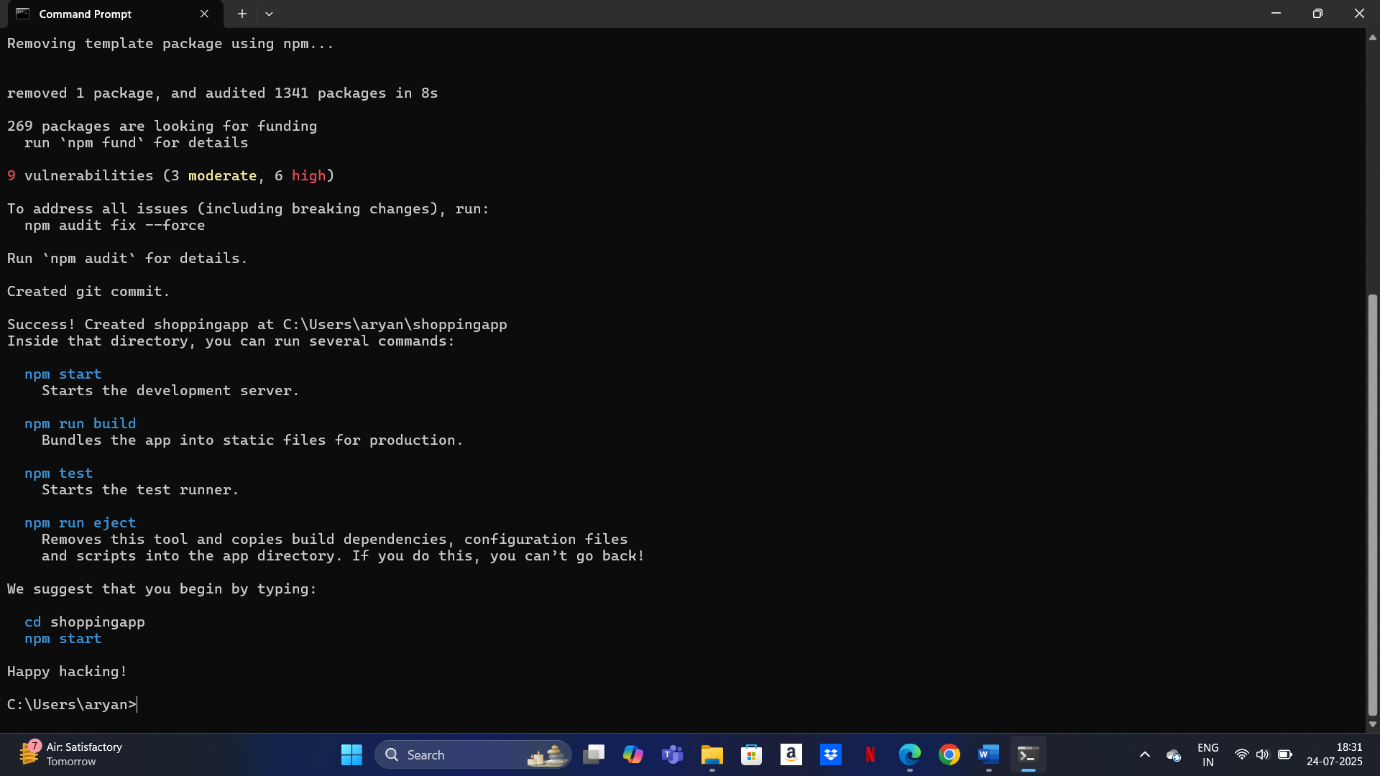 Command Prompt
Removing template package using npm...
removed 1 package, and audited 1341 packages in 8s
269 packages are looking for funding
run `npm fund` for details
9 vulnerabilities (3 moderate, 6 high)
To address all issues (including breaking changes), run:
npm audit fix --force
Run `npm audit` for details.
Created git commit.
Success! Created shoppingapp at C:\Users\aryan\shoppingapp
Inside that directory, you can run several commands:
npm start
Starts the development server.
npm run build
Bundles the app into static files for production.
npm test
Starts the test runner.
npm run eject
Removes this tool and copies build dependencies, configuration files
and scripts into the app directory. If you do this, you can’t go back!
We suggest that you begin by typing:
cd shoppingapp
npm start
Happy hacking!
C:\Users\aryan>
7
Air: Satisfactory
Tomorrow
Search
ENG
IN
18:31
24-07-2025